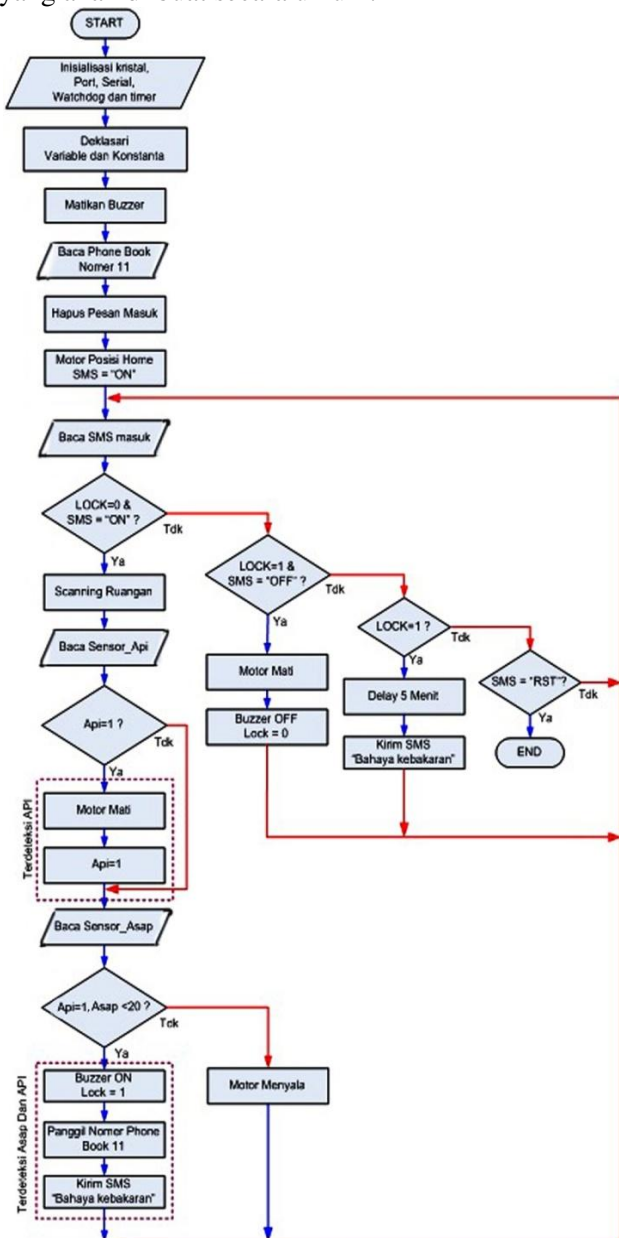 START
Inisialisasi kristal,
Port, Serial,
Watchdog dan timer
Deklasari
Variable dan Konstanta
Matikan Buzzer
Baca Phone Book
Nomer 11
Hapus Pesan Masuk
Motor Posisi Home
SMS = "ON"
Baca SMS masuk
LOCK=0 &
SMS = "ON" ?
Tdk
Ya
Scanning Ruangan
Baca Sensor_Api
Api=1 ?
Tdk
Ya
Terdeteksi API
Motor Mati
Api=1
LOCK=1 &
SMS = "OFF" ?
Tdk
Ya
Motor Mati
Buzzer OFF
Lock = 0
LOCK=1 ?
Tdk
Ya
Delay 5 Menit
Kirim SMS
"Bahaya kebakaran"
SMS = "RST"?
Tdk
Ya
END
Baca Sensor_Asap
Api=1, Asap <20 ?
Tdk
Ya
Terdeteksi Asap Dan API
Buzzer ON
Lock = 1
Panggil Nomer Phone
Book 11
Kirim SMS
"Bahaya kebakaran"
Motor Menyala